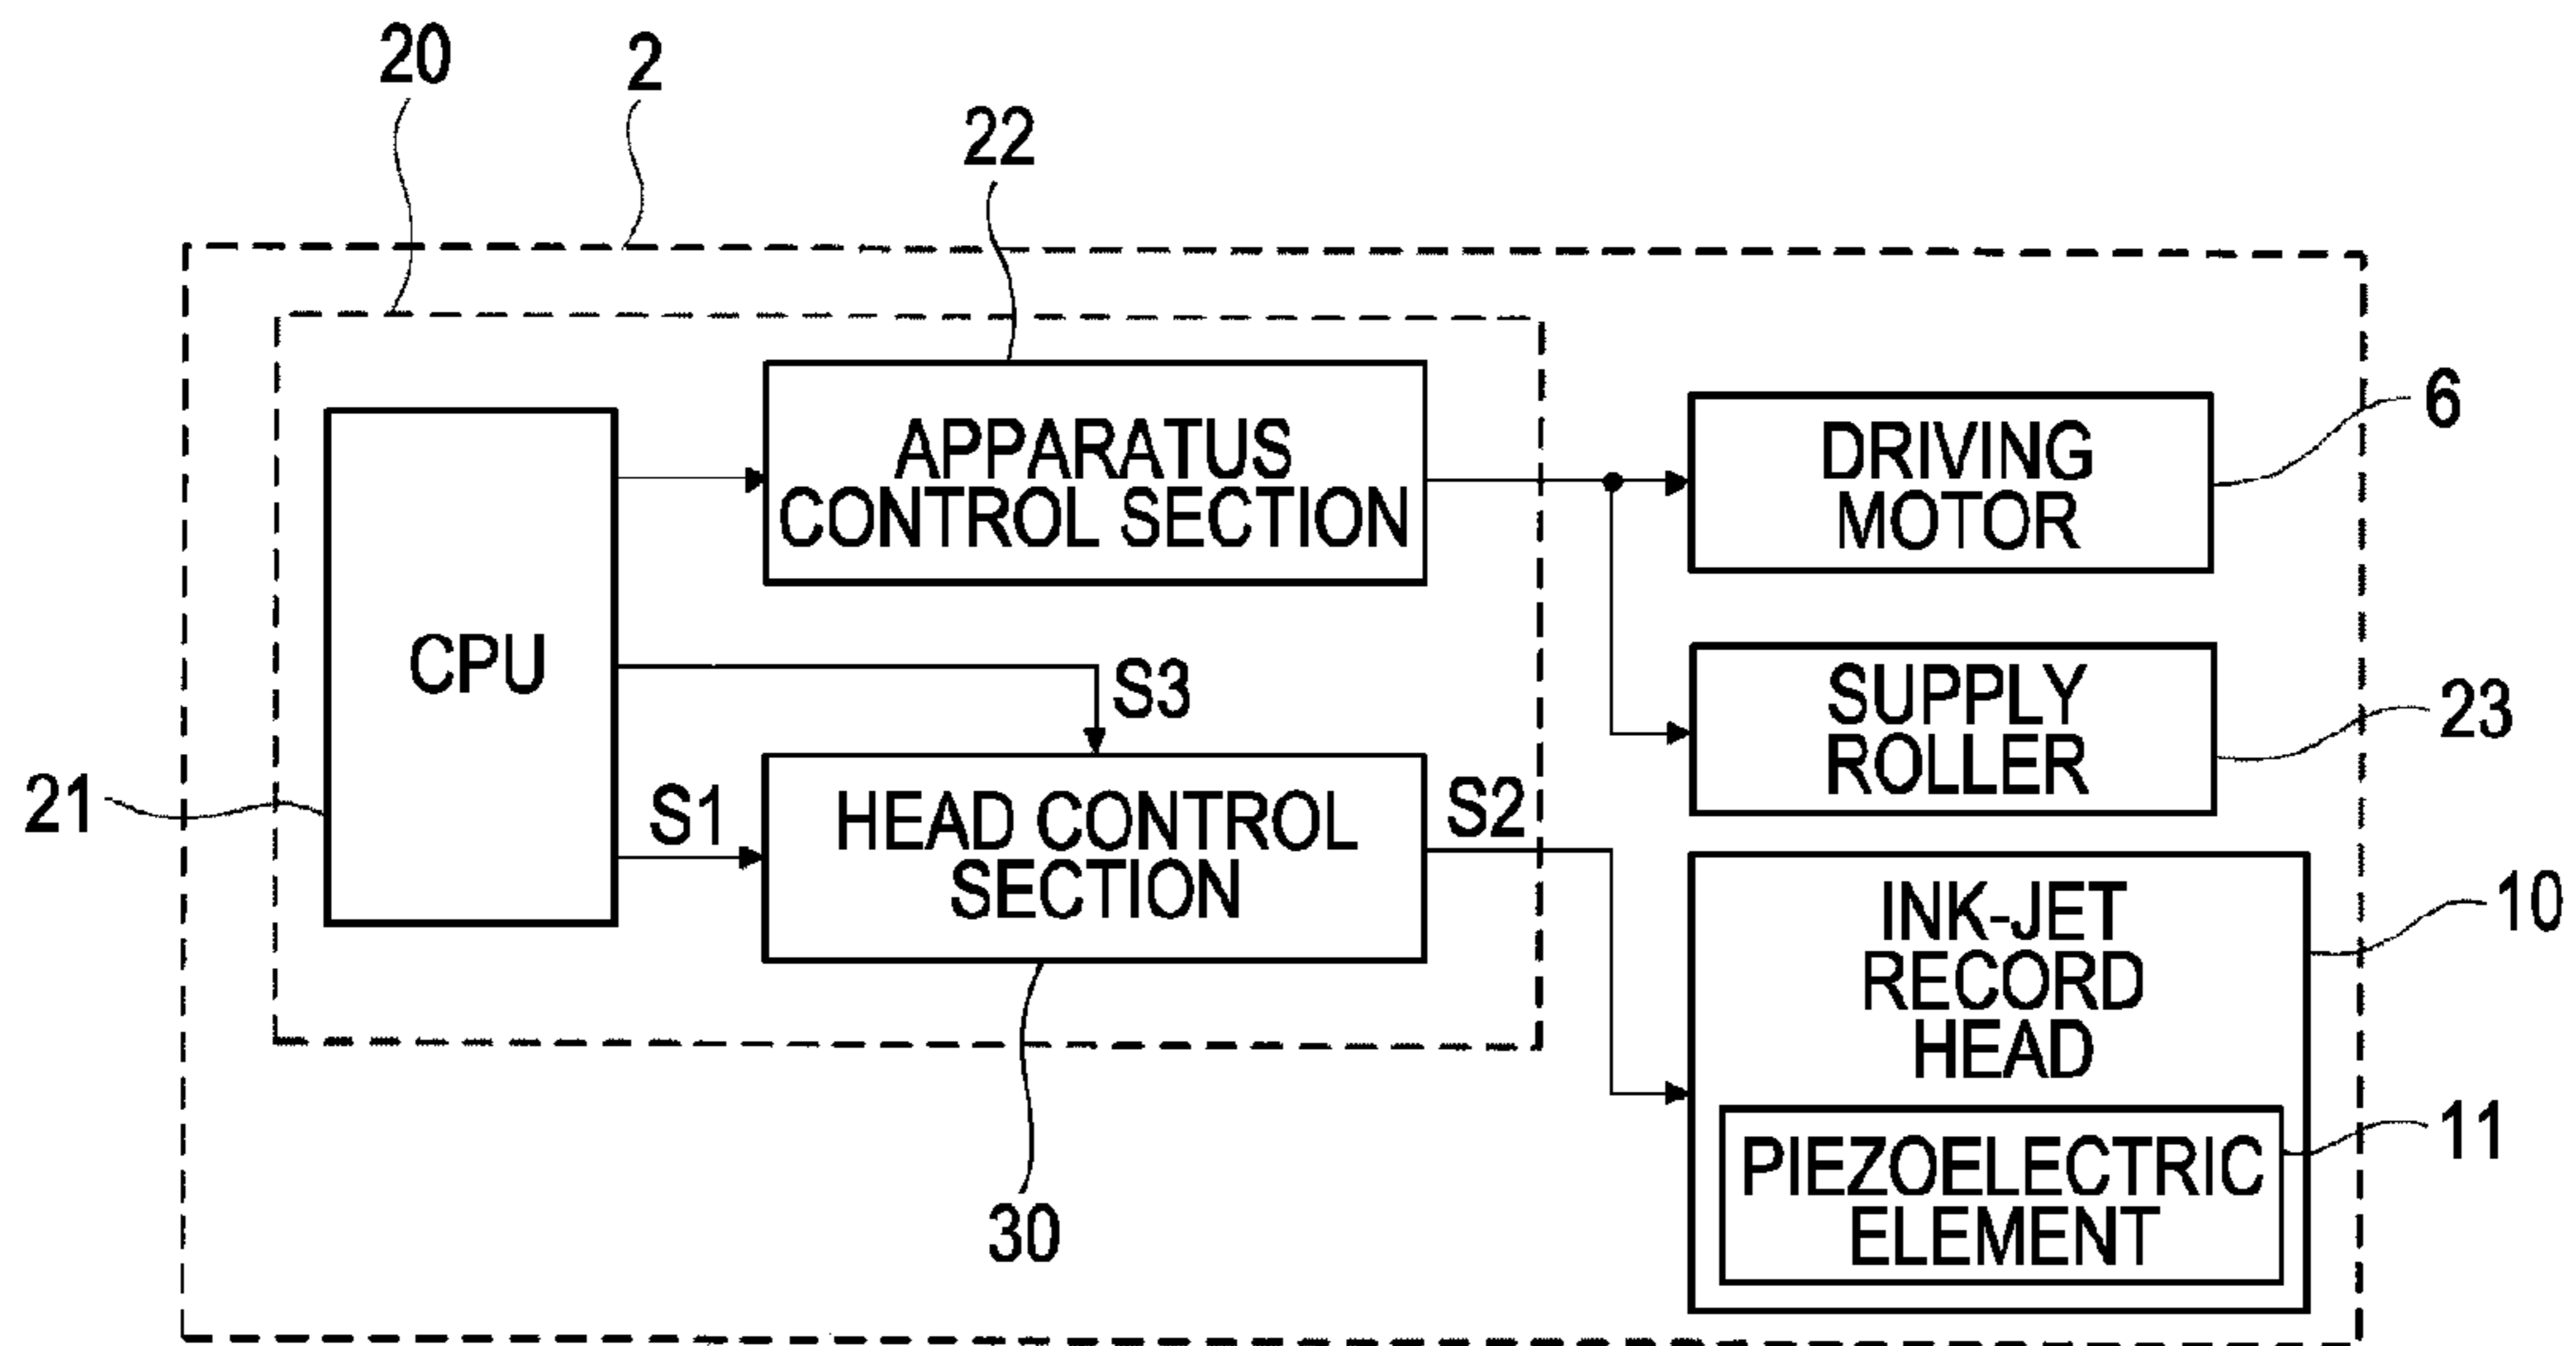 20
2
22
APPARATUS
CONTROL SECTION
DRIVING
MOTOR
6
CPU
S3
SUPPLY
ROLLER
23
21
S1
HEAD CONTROL
SECTION
S2
INK-JET
RECORD
HEAD
10
PIEZOELECTRIC
ELEMENT
11
30